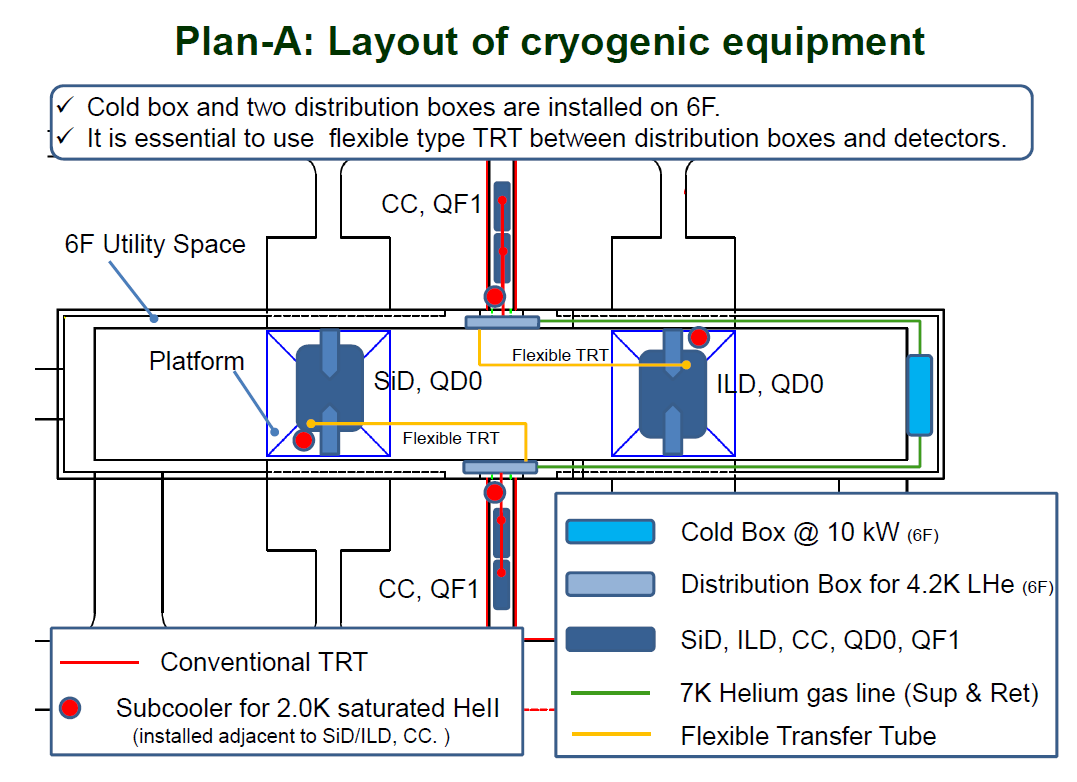 Plan-A: Layout of cryogenic equipment
✓ Cold box and two distribution boxes are installed on 6F.
✓ It is essential to use flexible type TRT between distribution boxes and detectors.
CC, QF1
6F Utility Space
Platform
Flexible TRT
SiD, QD0
ILD, QD0
Flexible TRT
CC, QF1
Conventional TRT
Subcooler for 2.0K saturated HeII
(installed adjacent to SiD/ILD, CC. )
Cold Box @ 10 kW (6F)
Distribution Box for 4.2K LHe (6F)
SiD, ILD, CC, QD0, QF1
7K Helium gas line (Sup & Ret)
Flexible Transfer Tube